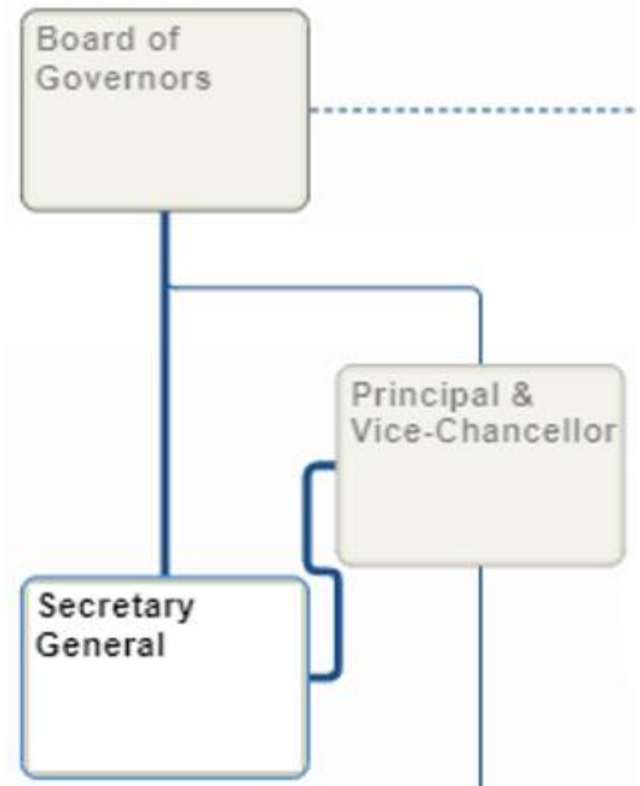 Board of
Governors
Principal &
Vice-Chancellor
Secretary
General